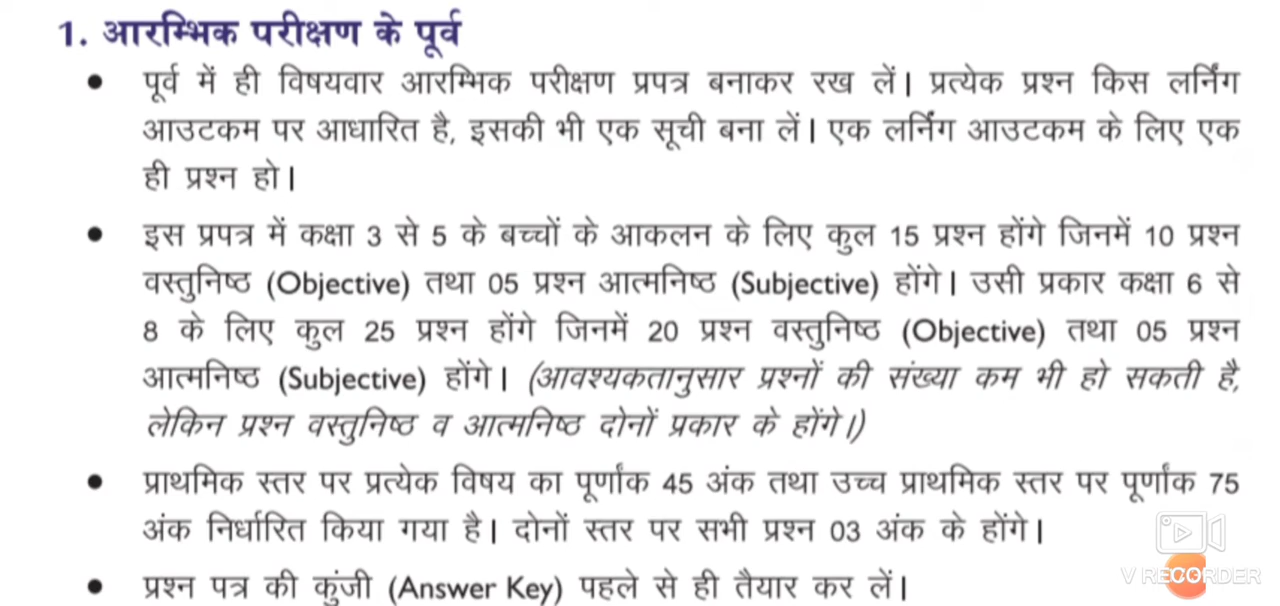 1. आरम्भिक परीक्षण के पूर्व
• पूर्व में ही विषयवार आरम्भिक परीक्षण प्रपत्र बनाकर रख लें। प्रत्येक प्रश्न किस लर्निंग
आउटकम पर आधारित है, इसकी भी एक सूची बना लें। एक लर्निंग आउटकम के लिए एक
ही प्रश्न हो।
• इस प्रपत्र में कक्षा 3 से 5 के बच्चों के आकलन के लिए कुल 15 प्रश्न होंगे जिनमें 10 प्रश्न
वस्तुनिष्ठ (Objective) तथा 05 प्रश्न आत्मनिष्ठ (Subjective) होंगे। उसी प्रकार कक्षा 6 से
8 के लिए कुल 25 प्रश्न होंगे जिनमें 20 प्रश्न वस्तुनिष्ठ (Objective) तथा 05 प्रश्न
आत्मनिष्ठ (Subjective) होंगे। (आवश्यकतानुसार प्रश्नों की संख्या कम भी हो सकती है,
लेकिन प्रश्न वस्तुनिष्ठ व आत्मनिष्ठ दोनों प्रकार के होंगे।)
• प्राथमिक स्तर पर प्रत्येक विषय का पूर्णांक 45 अंक तथा उच्च प्राथमिक स्तर पर पूर्णांक 75
अंक निर्धारित किया गया है। दोनों स्तर पर सभी प्रश्न 03 अंक के होंगे।
• प्रश्न पत्र की कुंजी (Answer Key) पहले से ही तैयार कर लें।
V RECORDER